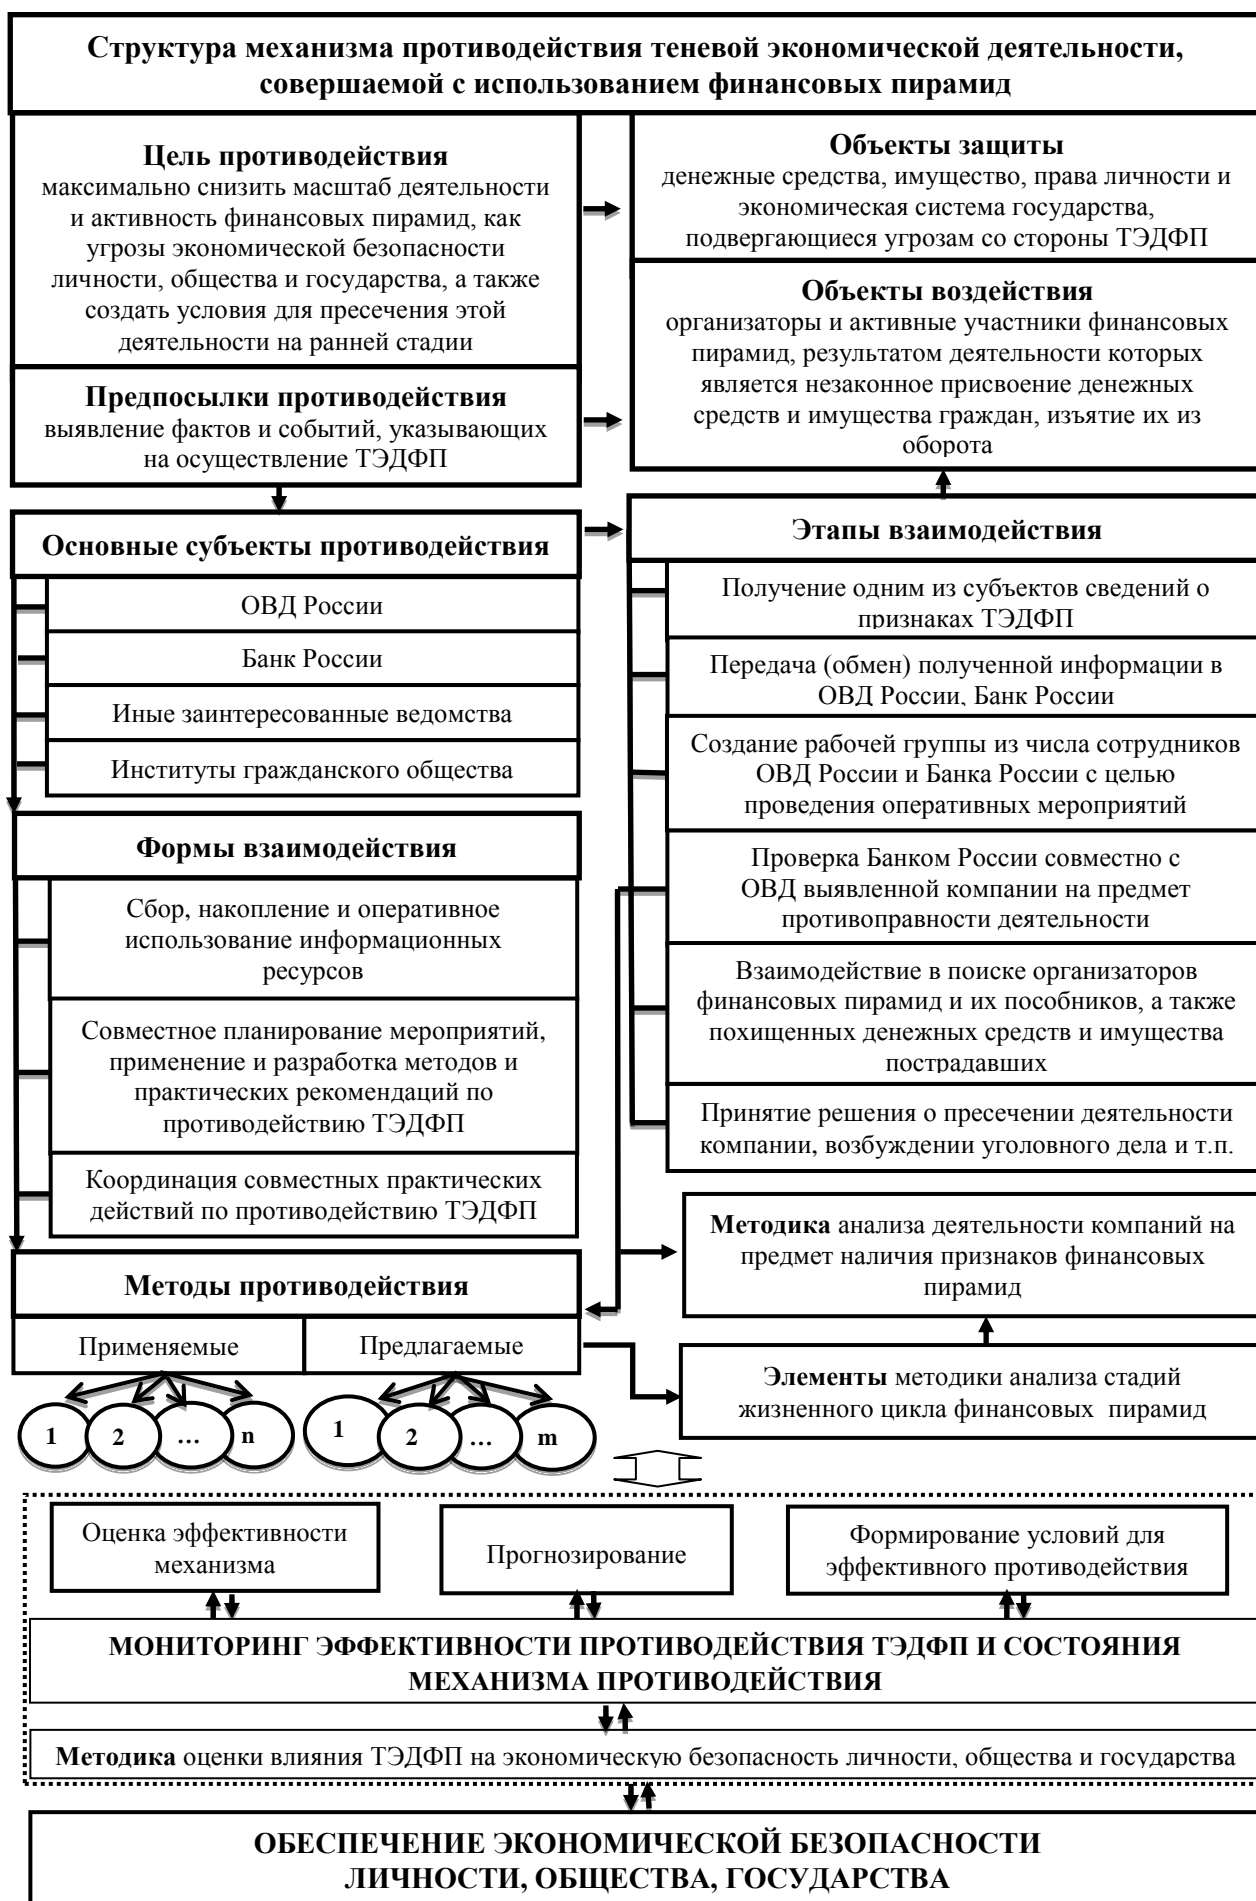 Структура механизма противодействия теневой экономической деятельности,
совершаемой с использованием финансовых пирамид
Цель противодействия
максимально снизить масштаб деятельности
и активность финансовых пирамид, как
угрозы экономической безопасности
личности, общества и государства, а также
создать условия для пресечения этой
деятельности на ранней стадии
Предпосылки противодействия
выявление фактов и событий, указывающих
на осуществление ТЭДФП
Объекты защиты
денежные средства, имущество, права личности и
экономическая система государства,
подвергающиеся угрозам со стороны ТЭДФП
Объекты воздействия
организаторы и активные участники финансовых
пирамид, результатом деятельности которых
является незаконное присвоение денежных
средств и имущества граждан, изъятие их из
оборота
Основные субъекты противодействия
ОВД России
Банк России
Иные заинтересованные ведомства
Институты гражданского общества
Формы взаимодействия
Сбор, накопление и оперативное
использование информационных
ресурсов
Совместное планирование мероприятий,
применение и разработка методов и
практических рекомендаций по
противодействию ТЭДФП
Координация совместных практических
действий по противодействию ТЭДФП
Методы противодействия
Применяемые
Предлагаемые
1
2
...
n
1
2
...
m
Этапы взаимодействия
Получение одним из субъектов сведений о
признаках ТЭДФП
Передача (обмен) полученной информации в
ОВД России, Банк России
Создание рабочей группы из числа сотрудников
ОВД России и Банка России с целью
проведения оперативных мероприятий
Проверка Банком России совместно с
ОВД выявленной компании на предмет
противоправности деятельности
Взаимодействие в поиске организаторов
финансовых пирамид и их пособников, а также
похищенных денежных средств и имущества
пострадавших
Принятие решения о пресечении деятельности
компании, возбуждении уголовного дела и т.п.
Методика анализа деятельности компаний на
предмет наличия признаков финансовых
пирамид
Элементы методики анализа стадий
жизненного цикла финансовых пирамид
Оценка эффективности
механизма
Прогнозирование
Формирование условий для
эффективного противодействия
МОНИТОРИНГ ЭФФЕКТИВНОСТИ ПРОТИВОДЕЙСТВИЯ ТЭДФП И СОСТОЯНИЯ
МЕХАНИЗМА ПРОТИВОДЕЙСТВИЯ
Методика оценки влияния ТЭДФП на экономическую безопасность личности, общества и государства
ОБЕСПЕЧЕНИЕ ЭКОНОМИЧЕСКОЙ БЕЗОПАСНОСТИ
ЛИЧНОСТИ, ОБЩЕСТВА, ГОСУДАРСТВА